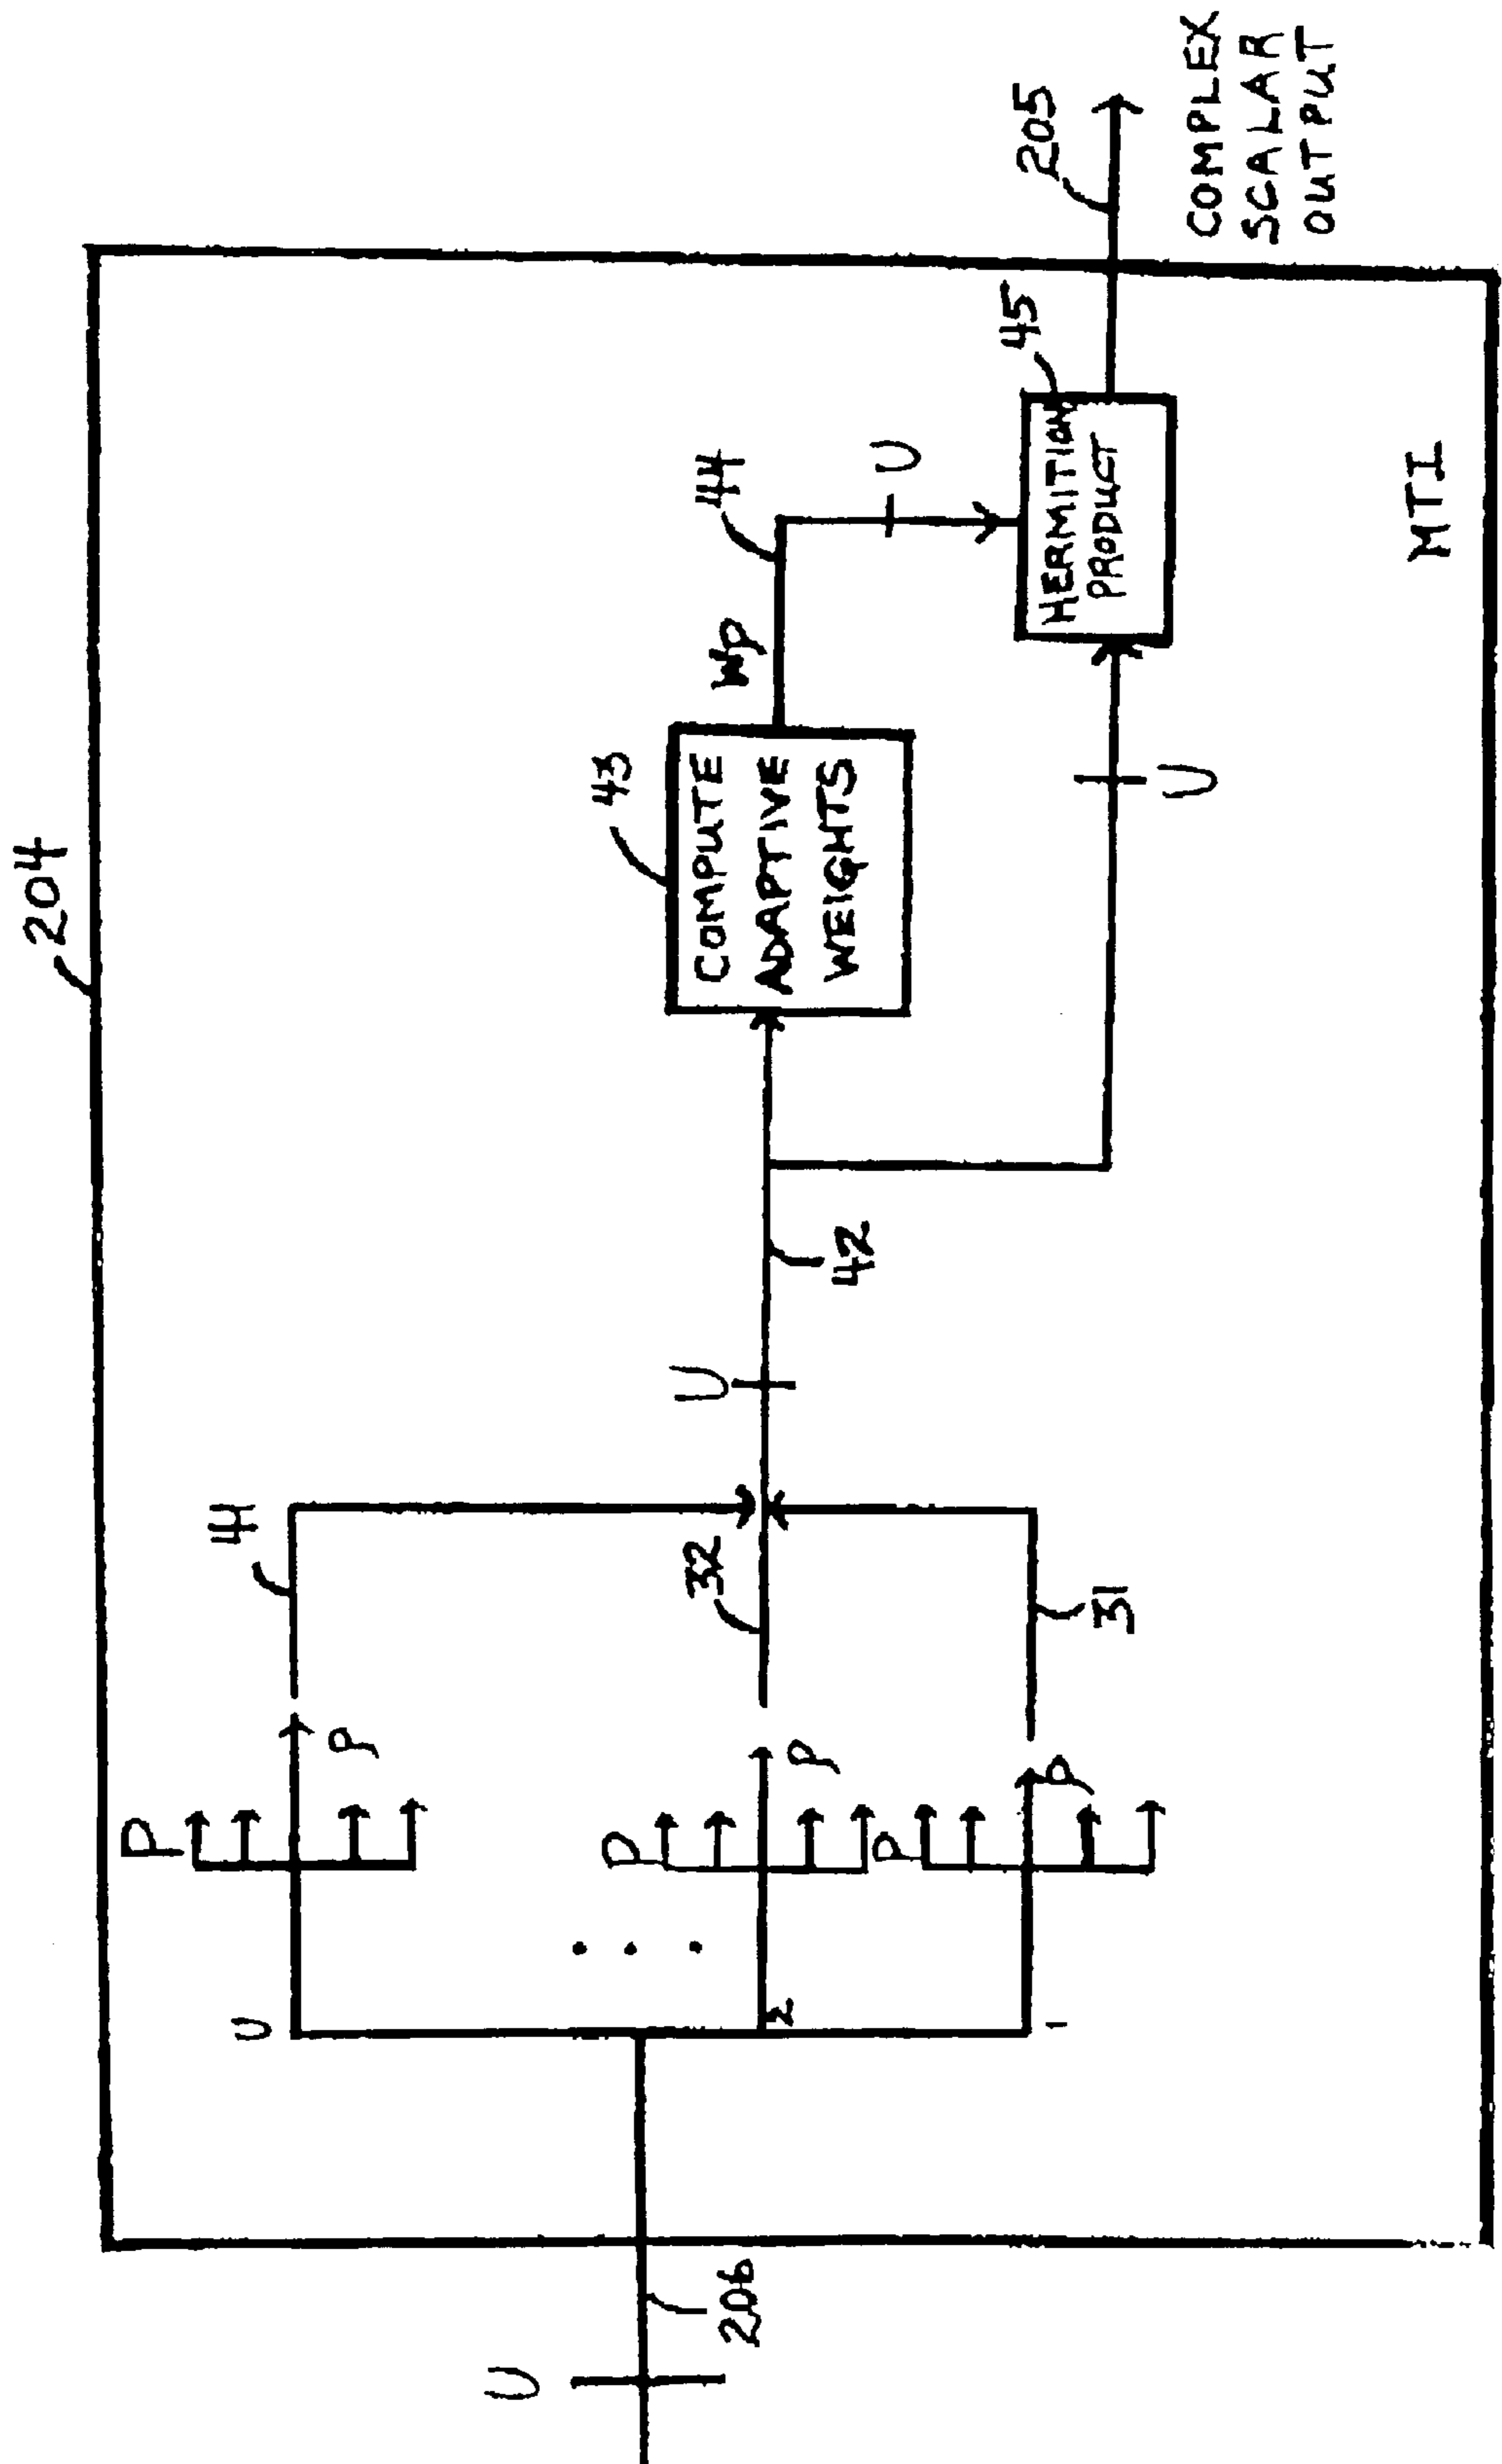 204
U
P
p
41
U
206
2
P
p
32
U
42
43
COMPUTE
ADAPTIVE
WEIGHTS
Wp
44
U
1
P
p
31
U
HERMITION
PRODUCT
45
205
COMPLEX
SCALAR
OUTPUT
MTI